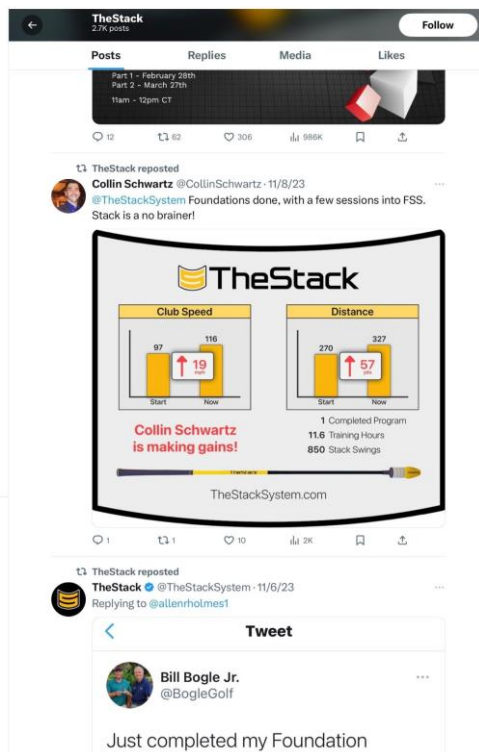 TheStack
2.7K posts
Follow
Posts Replies Media Likes
Part 1 - February 28th
Part 2 - March 27th
11am - 12pm CT
12 62 306 986K
TheStack reposted
Collin Schwartz @CollinSchwartz · 11/8/23
@TheStackSystem Foundations done, with a few sessions into FSS.
Stack is a no brainer!
TheStack
Club Speed
97
116
19
mph
Start Now
Distance
270
327
57
yds
Start Now
Collin Schwartz
is making gains!
1 Completed Program
11.6 Training Hours
850 Stack Swings
THESTACK
TheStackSystem.com
1 1 10 2K
TheStack reposted
TheStack @TheStackSystem · 11/6/23
Replying to @allenrholmes1
Tweet
Bill Bogle Jr.
@BogleGolf
Just completed my Foundation